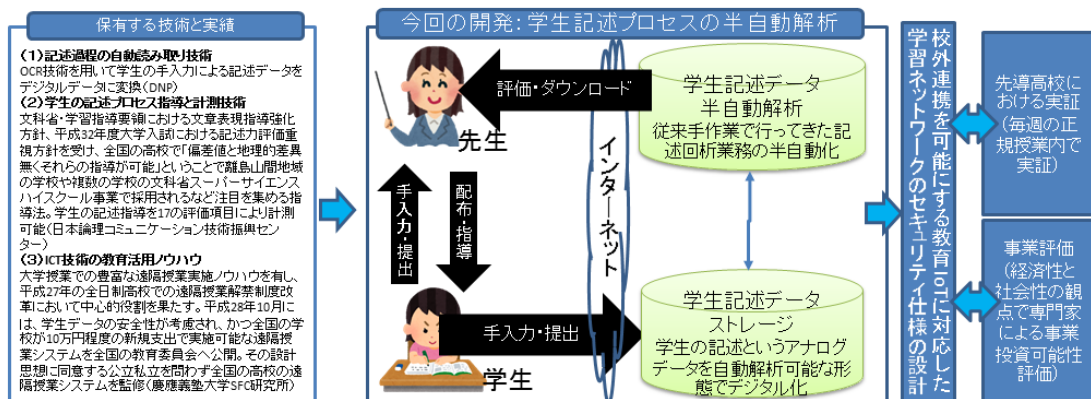 保有する技術と実績
(1)記述過程の自動読み取り技術
OCR技術を用いて学生の手入力による記述データを
デジタルデータに変換(DNP)
(2)学生の記述プロセス指導と計測技術
文科省・学習指導要領における文章表現指導強化
方針、平成32年度大学入試における記述力評価重
視方針を受け、全国の高校で「偏差値と地理的差異
無くそれらの指導が可能」ということで離島山間地域
の学校や複数の学校の文科省スーパーサイエンス
ハイスクール事業で採用されるなど注目を集める指
導法。学生の記述指導を17の評価項目により計測
可能(日本論理コミュニケーション技術振興セン
ター)
(3)ICT技術の教育活用ノウハウ
大学授業での豊富な遠隔授業実施ノウハウを有し、
平成27年の全日制高校での遠隔授業解禁制度改
革において中心的役割を果たす。平成28年10月に
は、学生データの安全性が考慮され、かつ全国の学
校が10万円程度の新規支出で実施可能な遠隔授
業システムを全国の教育委員会へ公開。その設計
思想に同意する公立私立を問わず全国の高校の遠
隔授業システムを監修(慶應義塾大学SFC研究所)
今回の開発:学生記述プロセスの半自動解析
先生
評価・ダウンロード
学生記述データ
半自動解析
従来手作業で行ってきた記
述回析業務の半自動化
手入力・提出
配布・指導
インターネット
学生
手入力・提出
学生記述データ
ストレージ
学生の記述というアナログ
データを自動解析可能な形
態でデジタル化
校外連携を可能にする教育IoTに対応した
学習ネットワークのセキュリティ仕様の設計
先導高校に
おける実証
(毎週の正
規授業内で
実証)
事業評価
(経済性と
社会性の観
点で専門家
による事業
投資可能性
評価)